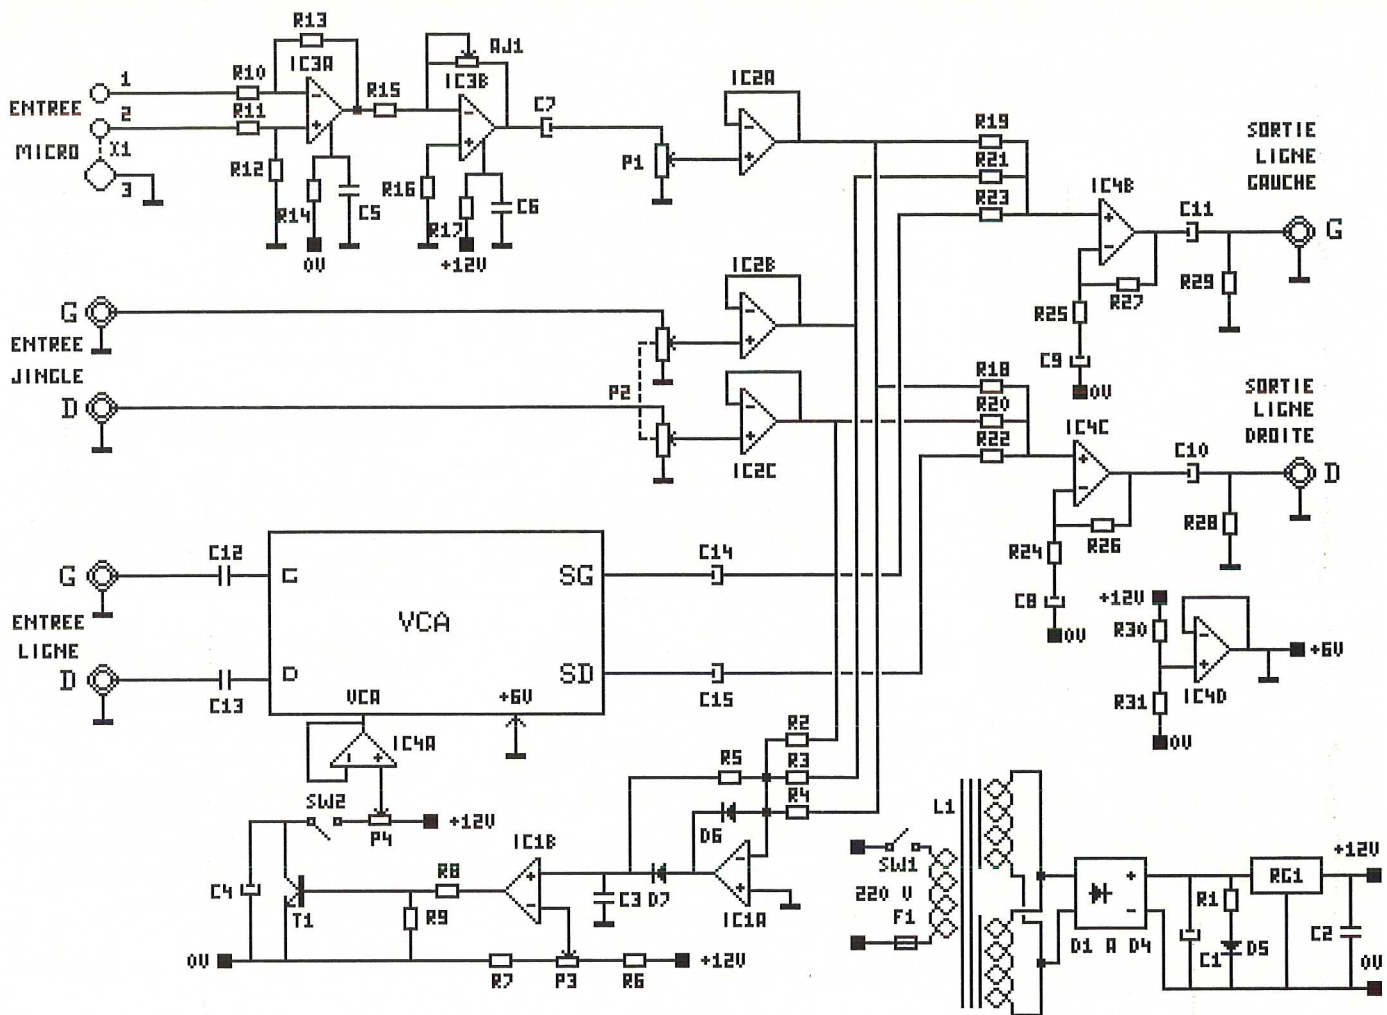 R13
IC3A
AJ1
IC3B
IC2A
1
R10
R15
C7
ENTREE
2
R11
R19
SORTIE
LIGNE
GAUCHE
MICRO
X1
R12
P1
R21
3
R16
R23
IC4B
R14
C5
R17
C6
C11
G
0V
+12V
IC2B
R29
G
R25
R27
ENTREE
JINGLE
P2
R18
C9
0V
SORTIE
LIGNE
DROITE
D
R20
IC4C
R22
C10
IC2C
D
R24
R26
R28
C12
C14
G
G
SG
C8
+12V
ENTREE
LIGNE
VCA
0V
R30
+6V
D
D
SD
C13
VCA
+6V
C15
R31
IC4D
IC4A
R2
0V
R5
R3
SW2
R4
L1
P4
+12V
IC1B
D6
SW1
+12V
R8
220 V
C4
R1
RG1
T1
R9
C3
D7
IC1A
F1
C2
0V
R7
P3
R6
+12V
D1 A D4
C1
D5
0V